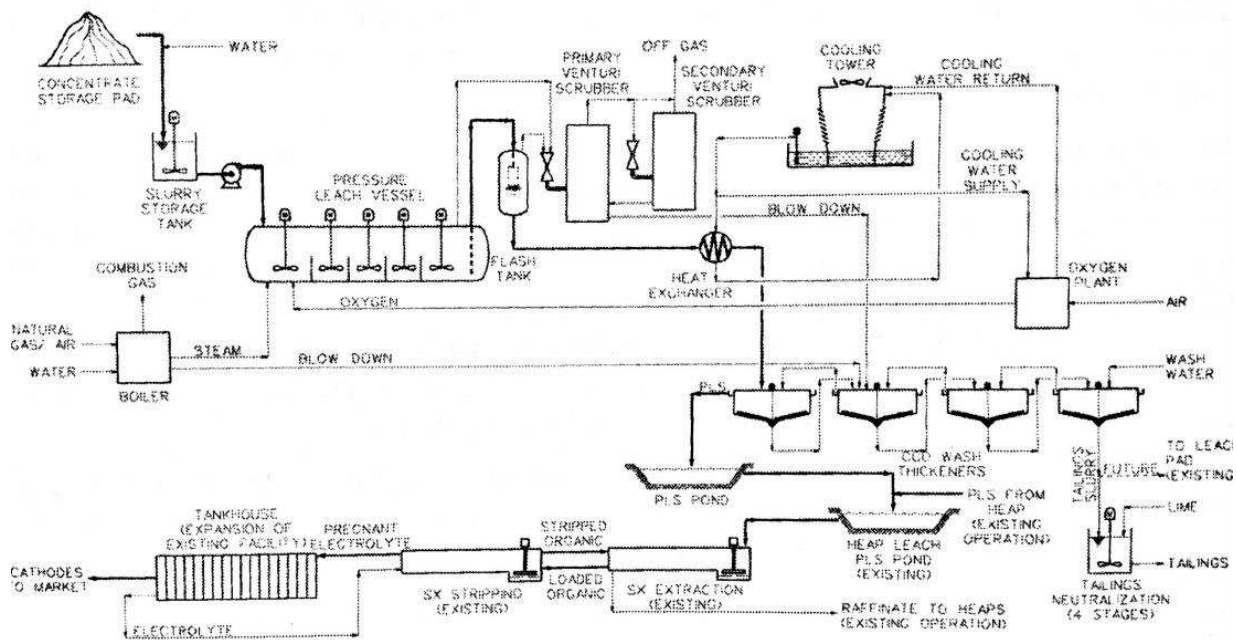 WATER
CONCENTRATE
STORAGE PAD
SLURRY
STORAGE
TANK
PRESSURE
LEACH VESSEL
OFF GAS
PRIMARY
VENTURI
SCRUBBER
SECONDARY
VENTURI
SCRUBBER
COOLING
TOWER
COOLING
WATER RETURN
COOLING
WATER
SUPPLY
BLOW DOWN
FLASH
TANK
HEAT
EXCHANGER
OXYGEN
PLANT
AIR
COMBUSTION
GAS
OXYGEN
NATURAL
GAS/ AIR
WATER
STEAM
BOILER
BLOW DOWN
WASH
WATER
PLS
CCD WASH
THICKENERS
TAILINGS
SLURRY
FUTURE
TO LEACH
PAD
(EXISTING)
PLS POND
PLS FROM
HEAP
(EXISTING
OPERATION)
LIME
HEAP LEACH
PLS POND
(EXISTING)
TAILINGS
TAILINGS
NEUTRALIZATION
(4 STAGES)
TANKHOUSE
(EXPANSION OF
EXISTING FACILITY)
PREGNANT
ELECTROLYTE
STRIPPED
ORGANIC
LOADED
ORGANIC
CATHODES
TO MARKET
SX STRIPPING
(EXISTING)
SX EXTRACTION
(EXISTING)
RAFFINATE TO HEAPS
(EXISTING OPERATION)
ELECTROLYTE